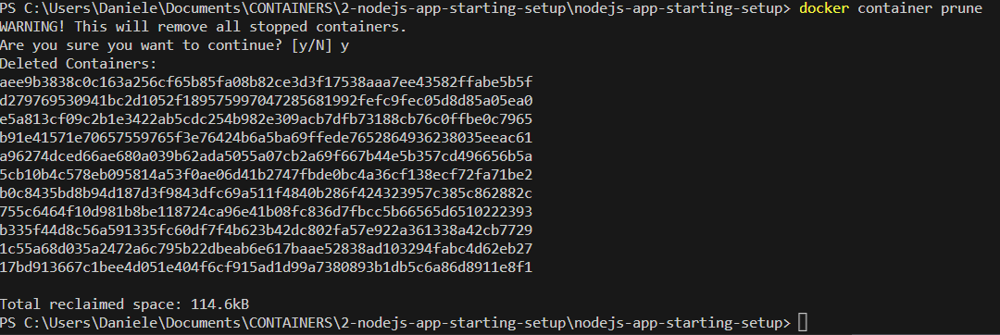 PS C:\Users\Daniele\Documents\CONTAINERS\2-nodejs-app-starting-setup\nodejs-app-starting-setup> docker container prune
WARNING! This will remove all stopped containers.
Are you sure you want to continue? [y/N] y
Deleted Containers:
aee9b3838c0c163a256cf65b85fa08b82ce3d3f17538aaa7ee43582ffabe5b5f
d279769530941bc2d1052f189575997047285681992fefc9fec05d8d85a05ea0
e5a813cf09c2b1e3422ab5cdc254b982e309acb7dfb73188cb76c0ffbe0c7965
b91e41571e70657559765f3e76424b6a5ba69ffede7652864936238035eeac61
a96274dced66ae680a039b62ada5055a07cb2a69f667b44e5b357cd496656b5a
5cb10b4c578eb095814a53f0ae06d41b2747fbde0bc4a36cf138ecf72fa71be2
b0c8435bd8b94d187d3f9843dfc69a511f4840b286f424323957c385c862882c
755c6464f10d981b8be118724ca96e41b08fc836d7fbcc5b66565d6510222393
b335f44d8c56a591335fc60df7f4b623b42dc802fa57e922a361338a42cb7729
1c55a68d035a2472a6c795b22dbeab6e617baae52838ad103294fabc4d62eb27
17bd913667c1bee4d051e404f6cf915ad1d99a7380893b1db5c6a86d8911e8f1
Total reclaimed space: 114.6kB
PS C:\Users\Daniele\Documents\CONTAINERS\2-nodejs-app-starting-setup\nodejs-app-starting-setup>